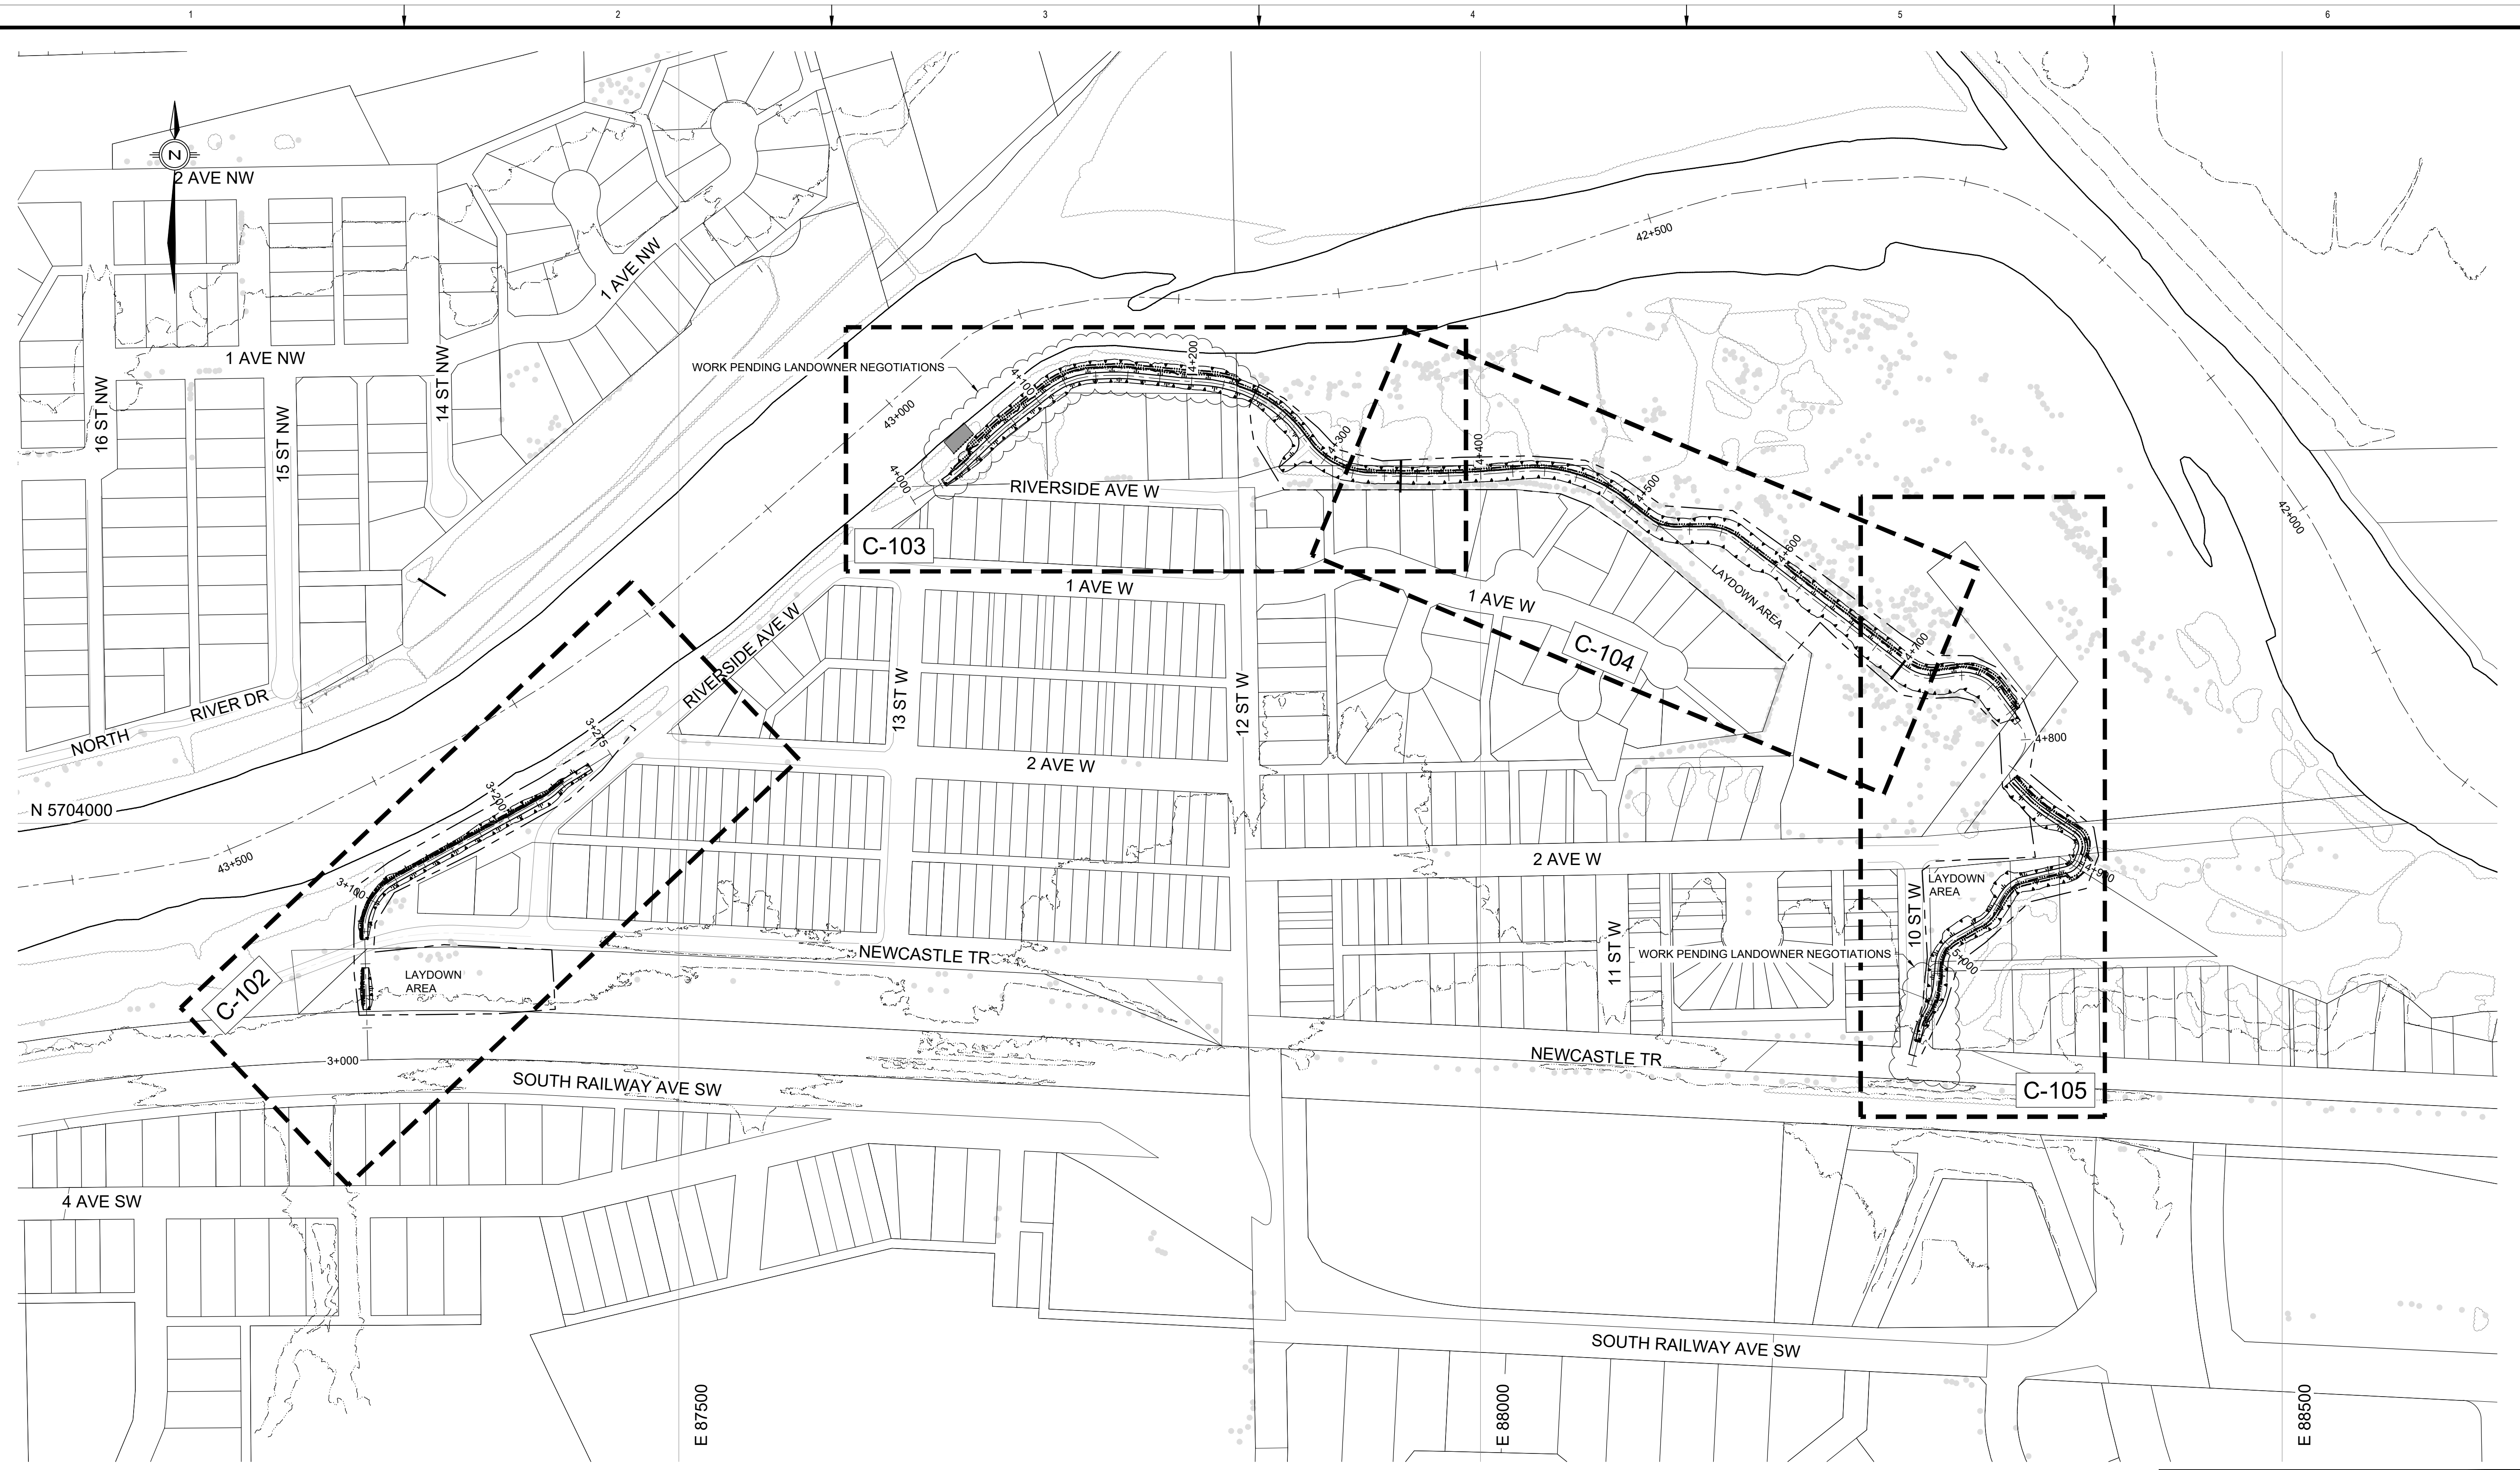 1 2 3 4 5 6
N
2 AVE NW
1 AVE NW
1 AVE NW
16 ST NW
15 ST NW
14 ST NW
NORTH
RIVER DR
N 5704000
42+500
42+000
43+000
43+500
WORK PENDING LANDOWNER NEGOTIATIONS
4+000
4+100
4+200
4+300
4+400
4+500
4+600
4+700
4+800
4+900
5+000
RIVERSIDE AVE W
C-103
1 AVE W
1 AVE W
RIVERSIDE AVE W
LAYDOWN AREA
C-104
13 ST W
12 ST W
2 AVE W
3+275
3+200
3+100
3+000
2 AVE W
LAYDOWN
AREA
10 ST W
11 ST W
WORK PENDING LANDOWNER NEGOTIATIONS
NEWCASTLE TR
LAYDOWN
AREA
C-102
NEWCASTLE TR
SOUTH RAILWAY AVE SW
C-105
4 AVE SW
SOUTH RAILWAY AVE SW
E 87500
E 88000
E 88500